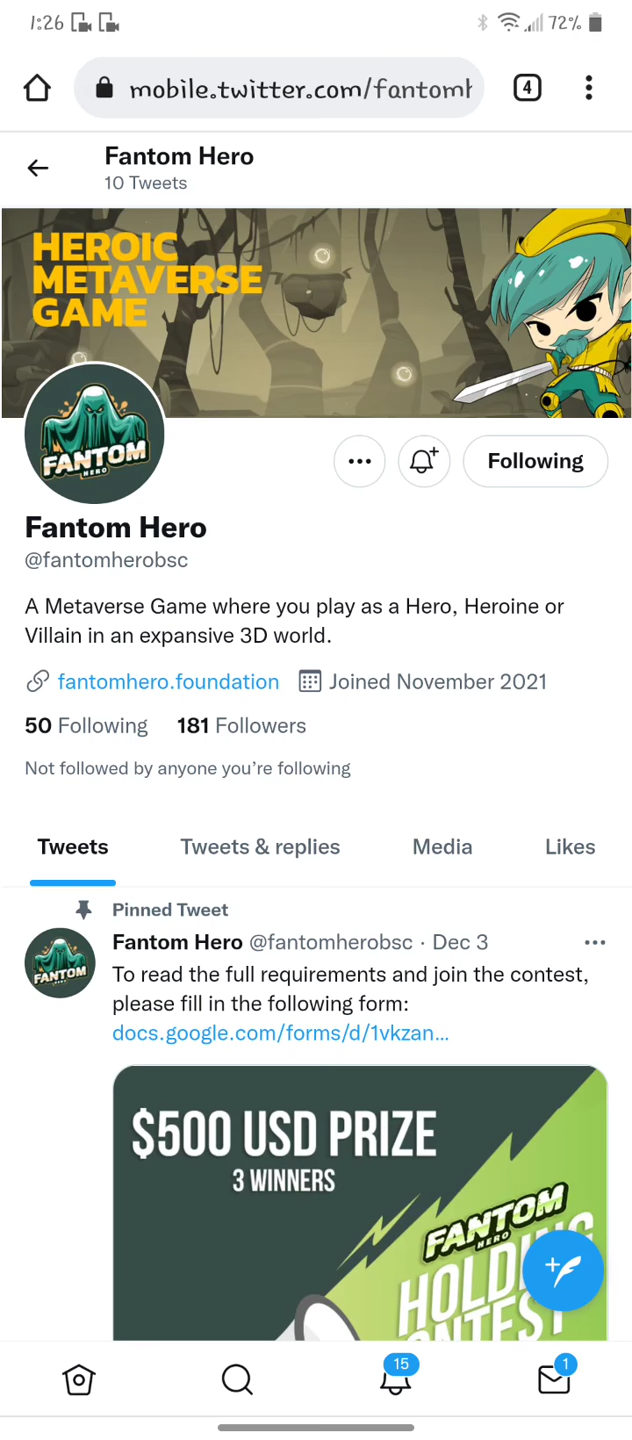 1:26
72%
mobile.twitter.com/fantomh
4
Fantom Hero
10 Tweets
HEROIC
METAVERSE
GAME
FANTOM
HERO
Following
Fantom Hero
@fantomherobsc
A Metaverse Game where you play as a Hero, Heroine or
Villain in an expansive 3D world.
fantomhero.foundation Joined November 2021
50 Following 181 Followers
Not followed by anyone you're following
Tweets Tweets & replies Media Likes
Pinned Tweet
Fantom Hero @fantomherobsc · Dec 3
FANTOM
To read the full requirements and join the contest,
please fill in the following form:
docs.google.com/forms/d/1vkzan...
$500 USD PRIZE
3 WINNERS
FANTOM
HERO
15
1